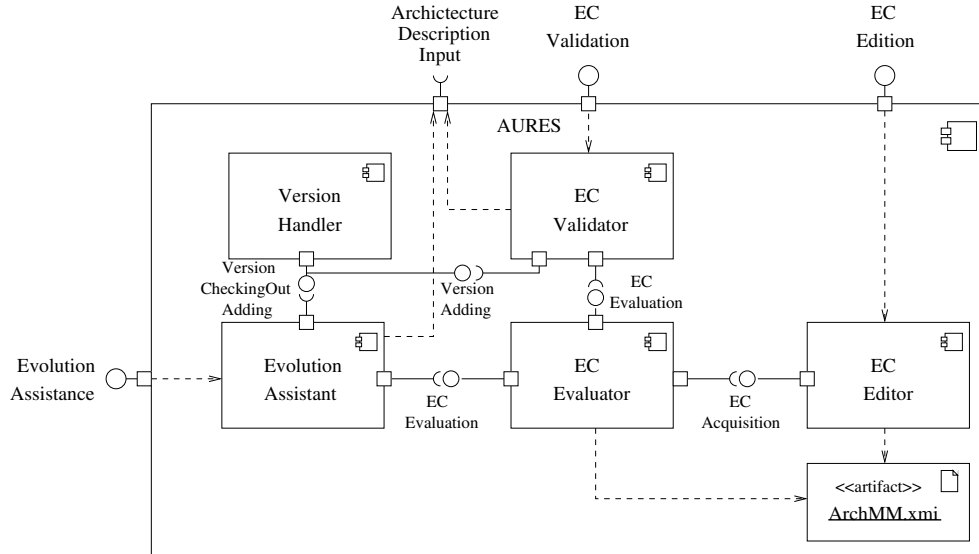 Archictecture
Description
Input
EC
Validation
EC
Edition
AURES
Version
Handler
EC
Validator
Version
CheckingOut
Adding
Version
Adding
EC
Evaluation
Evolution
Assistance
Evolution
Assistant
EC
Evaluation
EC
Evaluator
EC
Acquisition
EC
Editor
<<artifact>>
ArchMM.xmi